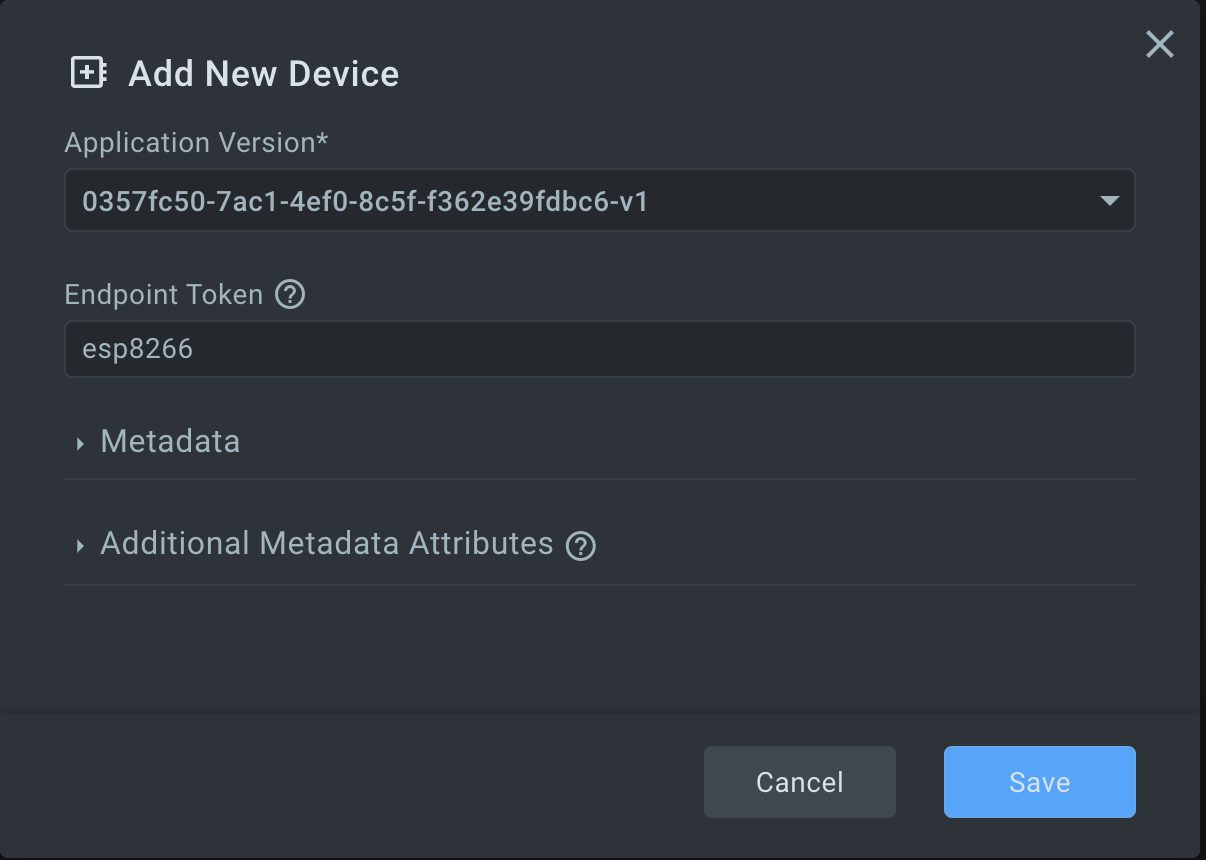 Add New Device
Application Version*
0357fc50-7ac1-4ef0-8c5f-f362e39fdbc6-v1
Endpoint Token
esp8266
Metadata
Additional Metadata Attributes
Cancel Save